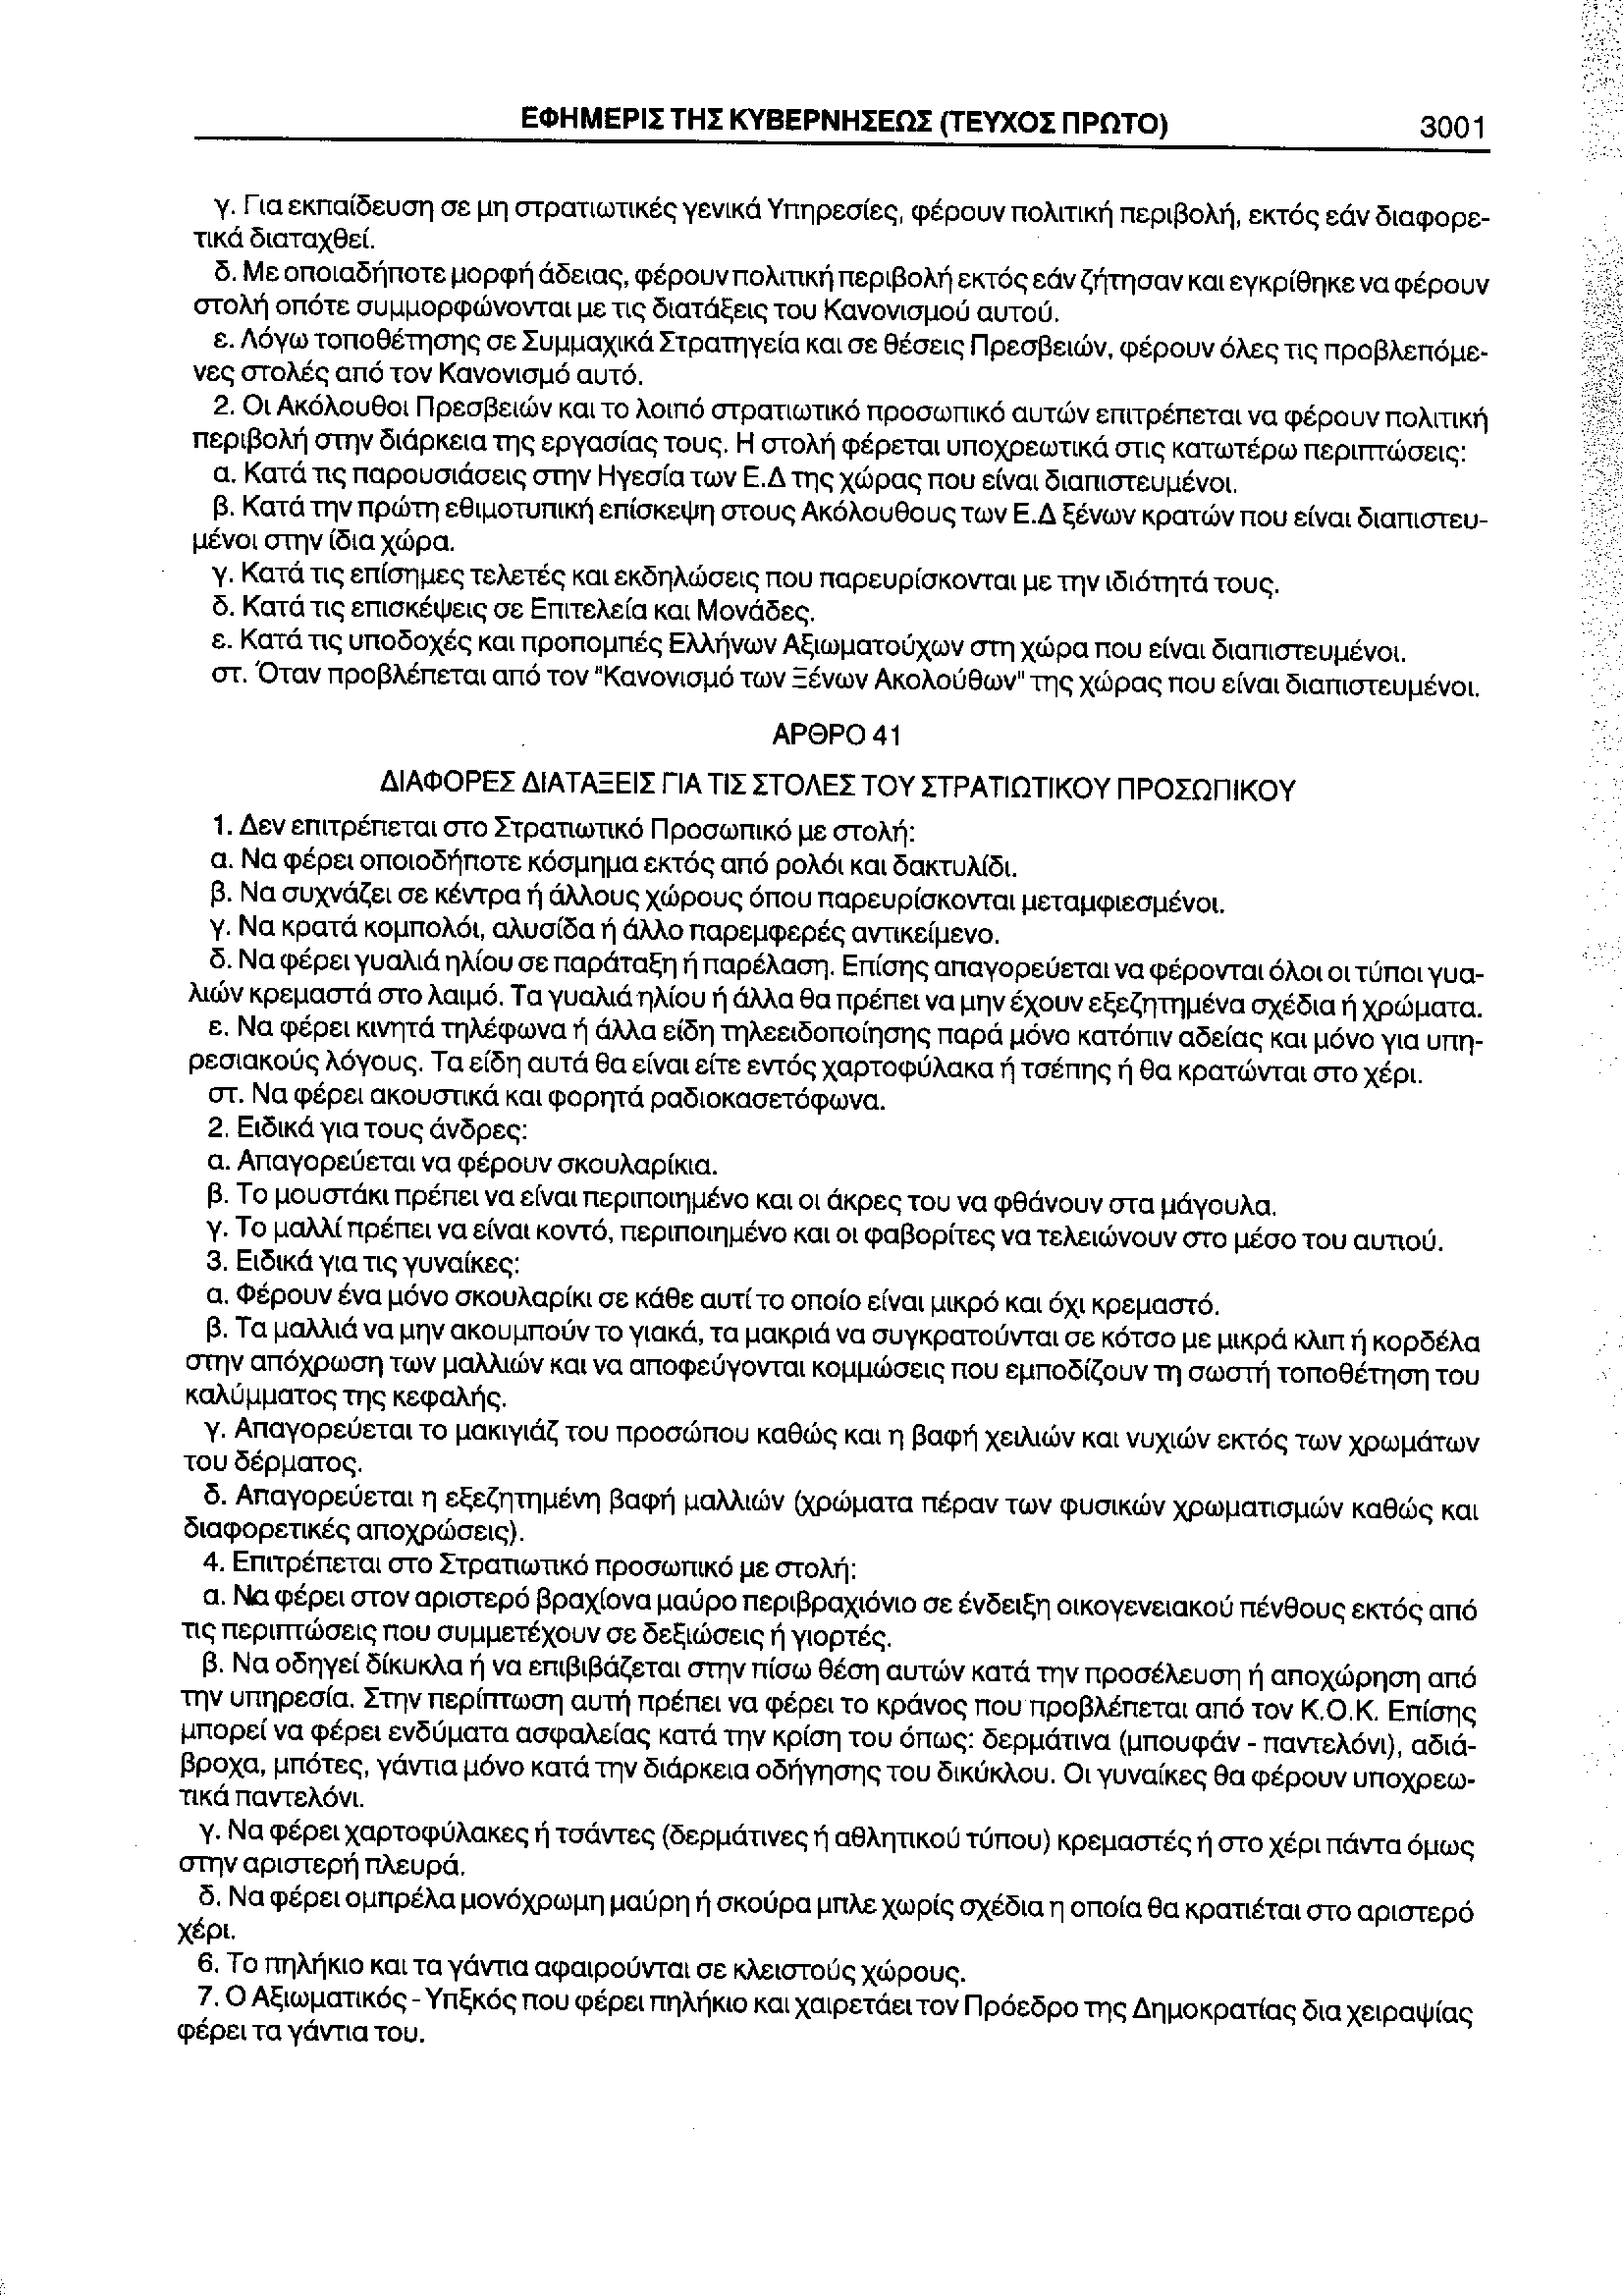 ΕΦΗΜΕΡΙΣ ΤΗΣ ΚΥΒΕΡΝΗΣΕΩΣ (ΤΕΥΧΟΣ ΠΡΩΤΟ) 3001
γ. Για εκπαίδευση σε μη στρατιωτικές γενικά Υπηρεσίες, φέρουν πολιτική περιβολή, εκτός εάν διαφορε-
τικά διαταχθεί.
δ. Με οποιαδήποτε μορφή άδειας, φέρουν πολιτική περιβολή εκτός εάν ζήτησαν και εγκρίθηκε να φέρουν
στολή οπότε συμμορφώνονται με τις διατάξεις του Κανονισμού αυτού.
ε. Λόγω τοποθέτησης σε Συμμαχικά Στρατηγεία και σε θέσεις Πρεσβειών, φέρουν όλες τις προβλεπόμε-
νες στολές από τον Κανονισμό αυτό.
2. Οι Ακόλουθοι Πρεσβειών και το λοιπό στρατιωτικό προσωπικό αυτών επιτρέπεται να φέρουν πολιτική
περιβολή στην διάρκεια της εργασίας τους. Η στολή φέρεται υποχρεωτικά στις κατωτέρω περιπτώσεις:
α. Κατά τις παρουσιάσεις στην Ηγεσία των Ε.Δ της χώρας που είναι διαπιστευμένοι.
β. Κατά την πρώτη εθιμοτυπική επίσκεψη στους Ακόλουθους των Ε.Δ ξένων κρατών που είναι διαπιστευ-
μένοι στην ίδια χώρα.
γ. Κατά τις επίσημες τελετές και εκδηλώσεις που παρευρίσκονται με την ιδιότητά τους.
δ. Κατά τις επισκέψεις σε Επιτελεία και Μονάδες.
ε. Κατά τις υποδοχές και προπομπές Ελλήνων Αξιωματούχων στη χώρα που είναι διαπιστευμένοι.
στ. Όταν προβλέπεται από τον "Κανονισμό των Ξένων Ακολούθων" της χώρας που είναι διαπιστευμένοι.
ΑΡΘΡΟ 41
ΔΙΑΦΟΡΕΣ ΔΙΑΤΑΞΕΙΣ ΓΙΑ ΤΙΣ ΣΤΟΛΕΣ ΤΟΥ ΣΤΡΑΤΙΩΤΙΚΟΥ ΠΡΟΣΩΠΙΚΟΥ
1. Δεν επιτρέπεται στο Στρατιωτικό Προσωπικό με στολή:
α. Να φέρει οποιοδήποτε κόσμημα εκτός από ρολόι και δακτυλίδι.
β. Να συχνάζει σε κέντρα ή άλλους χώρους όπου παρευρίσκονται μεταμφιεσμένοι.
γ. Να κρατά κομπολόι, αλυσίδα ή άλλο παρεμφερές αντικείμενο.
δ. Να φέρει γυαλιά ηλίου σε παράταξη ή παρέλαση. Επίσης απαγορεύεται να φέρονται όλοι οι τύποι γυα-
λιών κρεμαστά στο λαιμό. Τα γυαλιά ηλίου ή άλλα θα πρέπει να μην έχουν εξεζητημένα σχέδια ή χρώματα.
ε. Να φέρει κινητά τηλέφωνα ή άλλα είδη τηλεειδοποίησης παρά μόνο κατόπιν αδείας και μόνο για υπη-
ρεσιακούς λόγους. Τα είδη αυτά θα είναι είτε εντός χαρτοφύλακα ή τσέπης ή θα κρατώνται στο χέρι.
στ. Να φέρει ακουστικά και φορητά ραδιοκασετόφωνα.
2. Ειδικά για τους άνδρες:
α. Απαγορεύεται να φέρουν σκουλαρίκια.
β. Το μουστάκι πρέπει να είναι περιποιημένο και οι άκρες του να φθάνουν στα μάγουλα.
γ. Το μαλλί πρέπει να είναι κοντό, περιποιημένο και οι φαβορίτες να τελειώνουν στο μέσο του αυτιού.
3. Ειδικά για τις γυναίκες:
α. Φέρουν ένα μόνο σκουλαρίκι σε κάθε αυτί το οποίο είναι μικρό και όχι κρεμαστό.
β. Τα μαλλιά να μην ακουμπούν το γιακά, τα μακριά να συγκρατούνται σε κότσο με μικρά κλιπ ή κορδέλα
στην απόχρωση των μαλλιών και να αποφεύγονται κομμώσεις που εμποδίζουν τη σωστή τοποθέτηση του
καλύμματος της κεφαλής.
γ. Απαγορεύεται το μακιγιάζ του προσώπου καθώς και η βαφή χειλιών και νυχιών εκτός των χρωμάτων
του δέρματος.
δ. Απαγορεύεται η εξεζητημένη βαφή μαλλιών (χρώματα πέραν των φυσικών χρωματισμών καθώς και
διαφορετικές αποχρώσεις).
4. Επιτρέπεται στο Στρατιωτικό προσωπικό με στολή:
α. Να φέρει στον αριστερό βραχίονα μαύρο περιβραχιόνιο σε ένδειξη οικογενειακού πένθους εκτός από
τις περιπτώσεις που συμμετέχουν σε δεξιώσεις ή γιορτές.
β. Να οδηγεί δίκυκλα ή να επιβιβάζεται στην πίσω θέση αυτών κατά την προσέλευση ή αποχώρηση από
την υπηρεσία. Στην περίπτωση αυτή πρέπει να φέρει το κράνος που προβλέπεται από τον Κ.Ο.Κ. Επίσης
μπορεί να φέρει ενδύματα ασφαλείας κατά την κρίση του όπως: δερμάτινα (μπουφάν - παντελόνι), αδιά-
βροχα, μπότες, γάντια μόνο κατά την διάρκεια οδήγησης του δικύκλου. Οι γυναίκες θα φέρουν υποχρεω-
τικά παντελόνι.
γ. Να φέρει χαρτοφύλακες ή τσάντες (δερμάτινες ή αθλητικού τύπου) κρεμαστές ή στο χέρι πάντα όμως
στην αριστερή πλευρά.
δ. Να φέρει ομπρέλα μονόχρωμη μαύρη ή σκούρα μπλε χωρίς σχέδια η οποία θα κρατιέται στο αριστερό
χέρι.
6. Το πηλήκιο και τα γάντια αφαιρούνται σε κλειστούς χώρους.
7. Ο Αξιωματικός - Υπξκός που φέρει πηλήκιο και χαιρετάει τον Πρόεδρο της Δημοκρατίας δια χειραψίας
φέρει τα γάντια του.